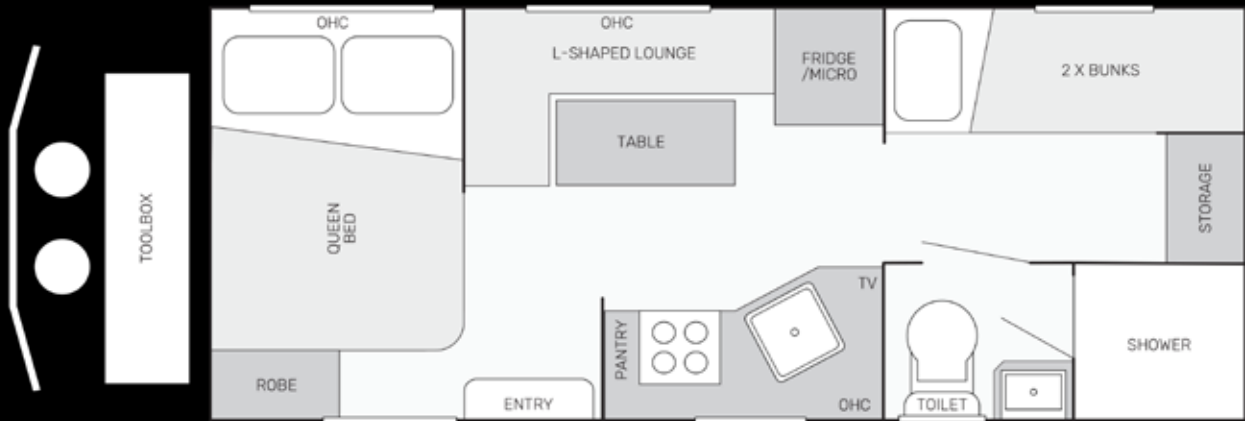 OHC
OHC
L-SHAPED LOUNGE
FRIDGE
/MICRO
2 X BUNKS
TABLE
TOOLBOX
QUEEN
BED
STORAGE
TV
PANTRY
SHOWER
ROBE
ENTRY
OHC
TOILET